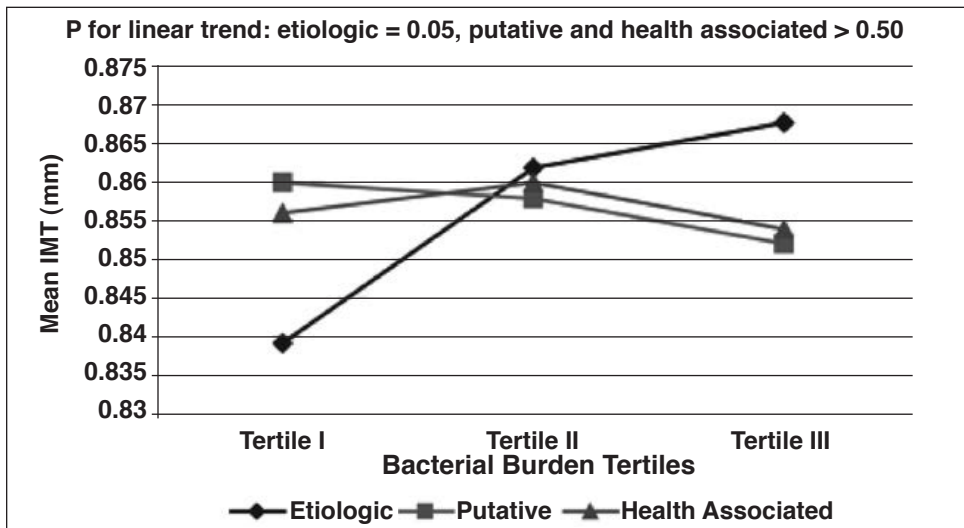 P for linear trend: etiologic = 0.05, putative and health associated > 0.50
0.875
0.87
0.865
0.86
0.855
0.85
0.845
0.84
0.835
0.83
Mean IMT (mm)
Tertile I Tertile II Tertile III
Bacterial Burden Tertiles
Etiologic Putative Health Associated